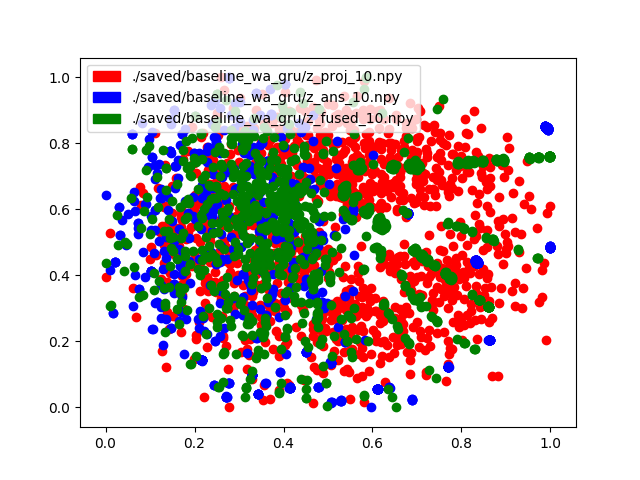 ./saved/baseline_wa_gru/z_proj_10.npy
./saved/baseline_wa_gru/z_ans_10.npy
./saved/baseline_wa_gru/z_fused_10.npy
1.0
0.8
0.6
0.4
0.2
0.0
0.0 0.2 0.4 0.6 0.8 1.0